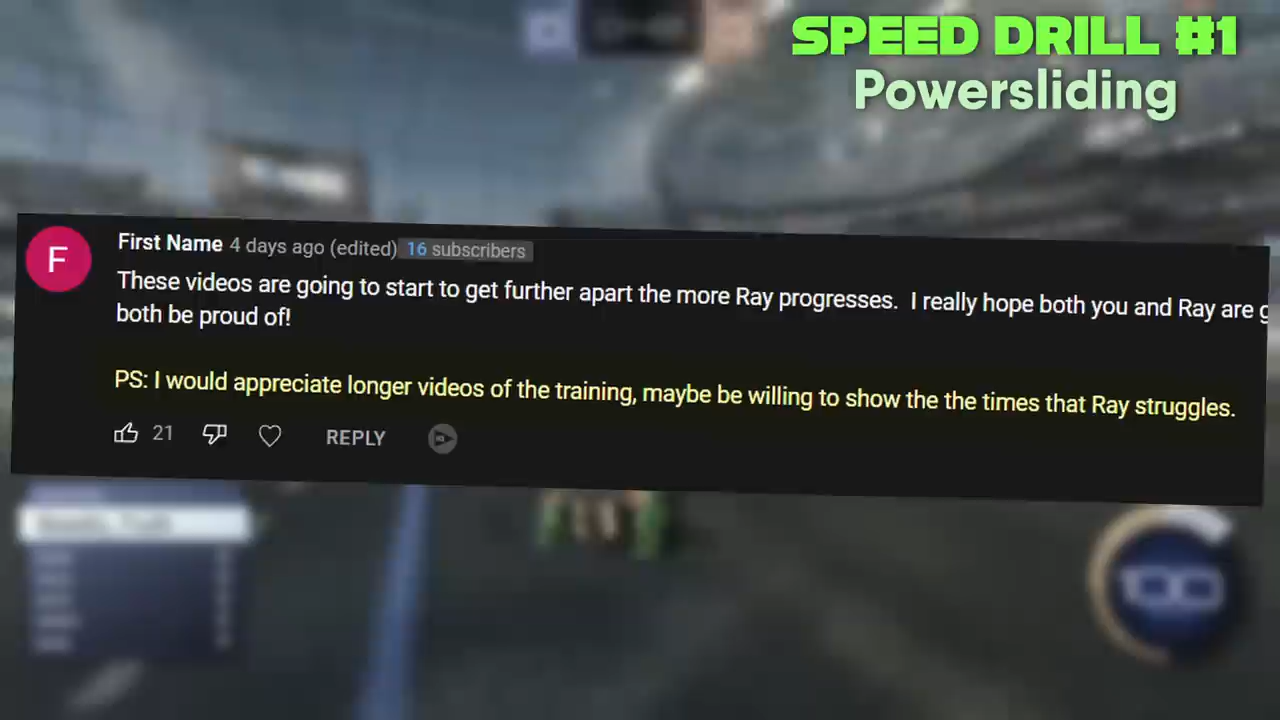 SPEED DRILL #1
Powersliding
F
First Name 4 days ago (edited) 16 subscribers
These videos are going to start to get further apart the more Ray progresses. I really hope both you and Ray are g
both be proud of!
PS: I would appreciate longer videos of the training, maybe be willing to show the the times that Ray struggles.
21 REPLY
100